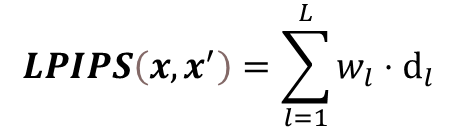 LPIPS(x, x′) = ∑_{l=1}^{L} w_l · d_l